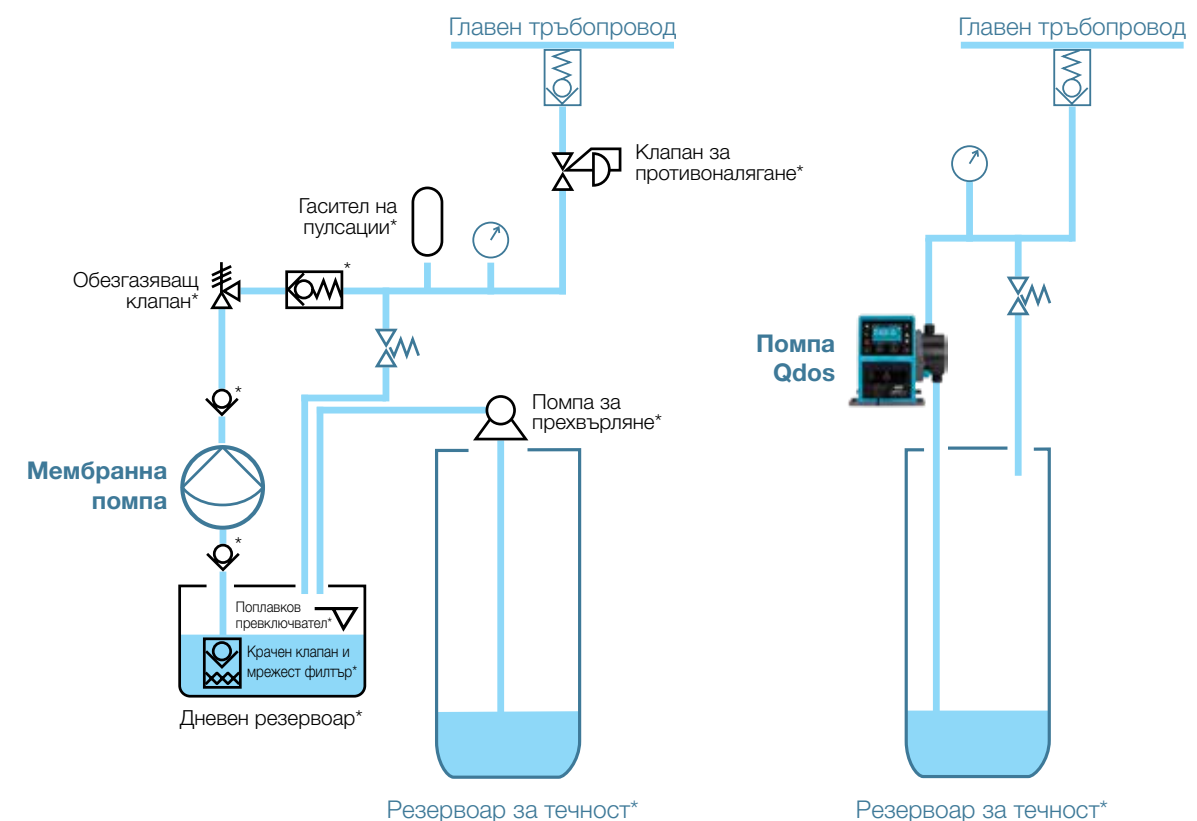 Главен тръбопровод
Клапан за
противоналягане*
Гасител на
пулсации*
*
Обезгазяващ
клапан*
*
Помпа за
прехвърляне*
Мембранна
помпа
*
Поплавков
превключвател*
Крачен клапан и
мрежест филтър*
Дневен резервоар*
Резервоар за течност*
Главен тръбопровод
Помпа
Qdos
Резервоар за течност*